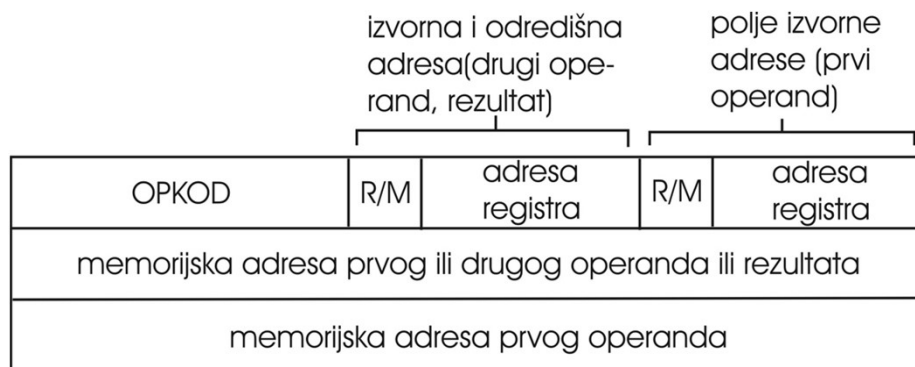 izvorna i odredišna
adresa(drugi ope-
rand, rezultat)
polje izvorne
adrese (prvi
operand)
OPKOD
R/M
adresa
registra
R/M
adresa
registra
memorijska adresa prvog ili drugog operanda ili rezultata
memorijska adresa prvog operanda